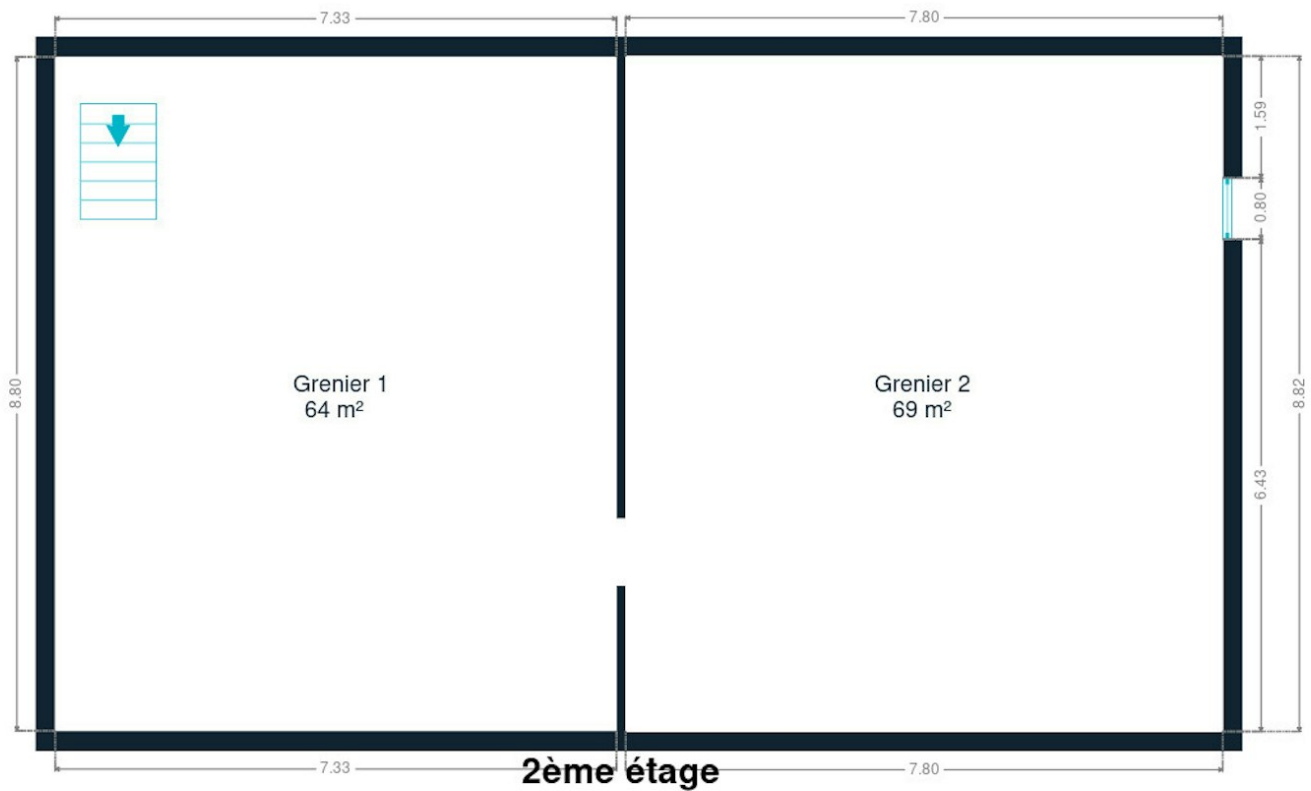 7.33
7.80
1.59
0.80
8.80
Grenier 1
64 m²
Grenier 2
69 m²
8.82
6.43
7.33
2ème étage
7.80